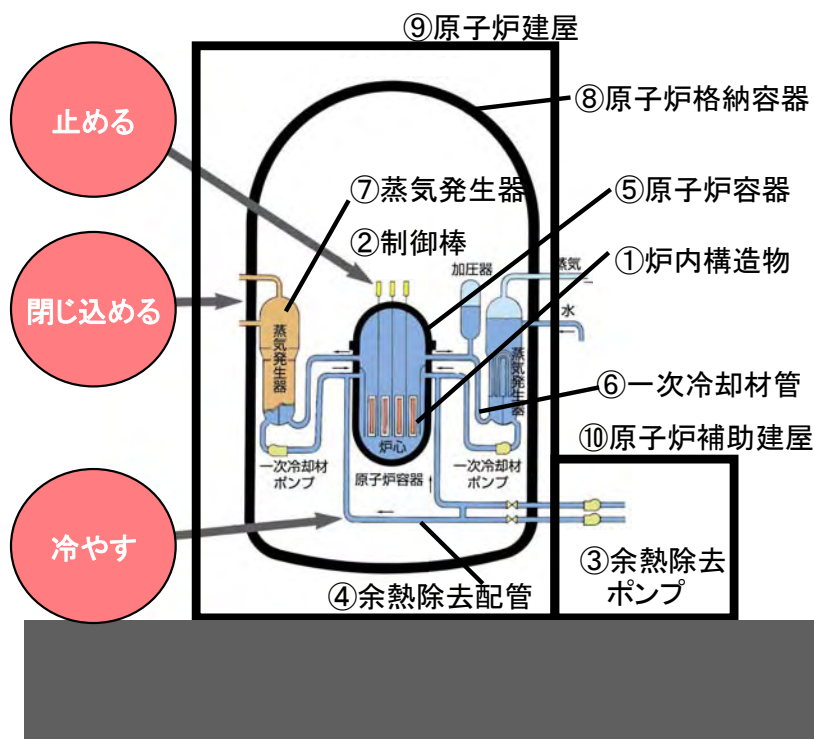 ⑨原子炉建屋
止める
⑧原子炉格納容器
⑦蒸気発生器
⑤原子炉容器
②制御棒
①炉内構造物
加圧器
蒸気
閉じ込める
水
蒸気発生器
蒸気発生器
⑥一次冷却材管
炉心
⑩原子炉補助建屋
一次冷却材
ポンプ
原子炉容器
一次冷却材
ポンプ
冷やす
③余熱除去
ポンプ
④余熱除去配管